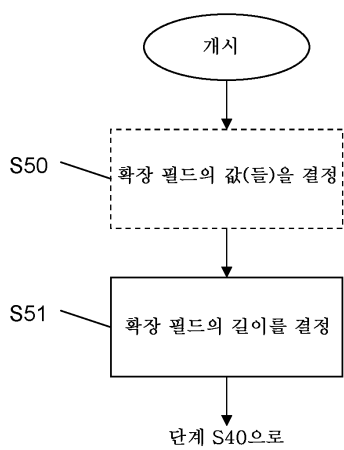 개시
S50
확장 필드의 값(들)을 결정
S51
확장 필드의 길이를 결정
단계 S40으로